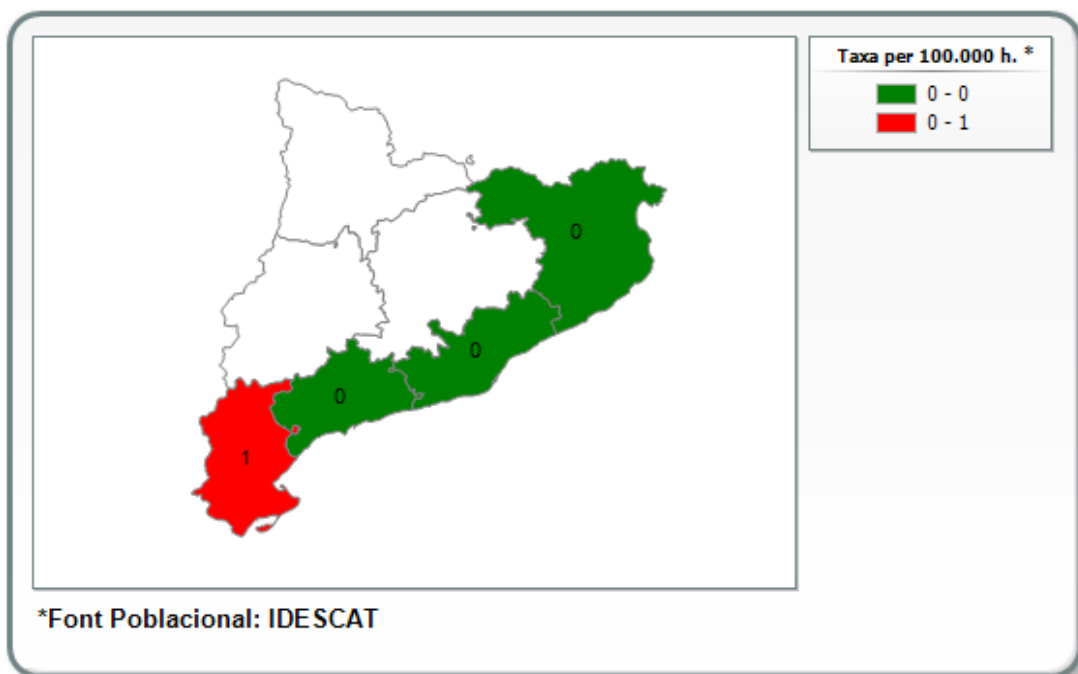 Taxa per 100.000 h. *
0 - 0
0 - 1
0
0
0
1
*Font Poblacional: IDESCAT